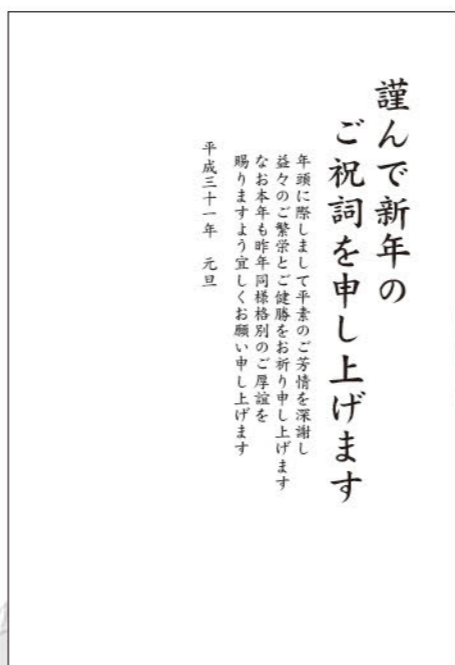 謹んで新年の
ご祝詞を申し上げます
年頭に際しまして平素のご芳情を深謝し
益々のご繁栄とご健勝をお祈り申し上げます
なお本年も昨年同様格別のご厚誼を
賜りますよう宜しくお願い申し上げます
平成三十一年　元旦